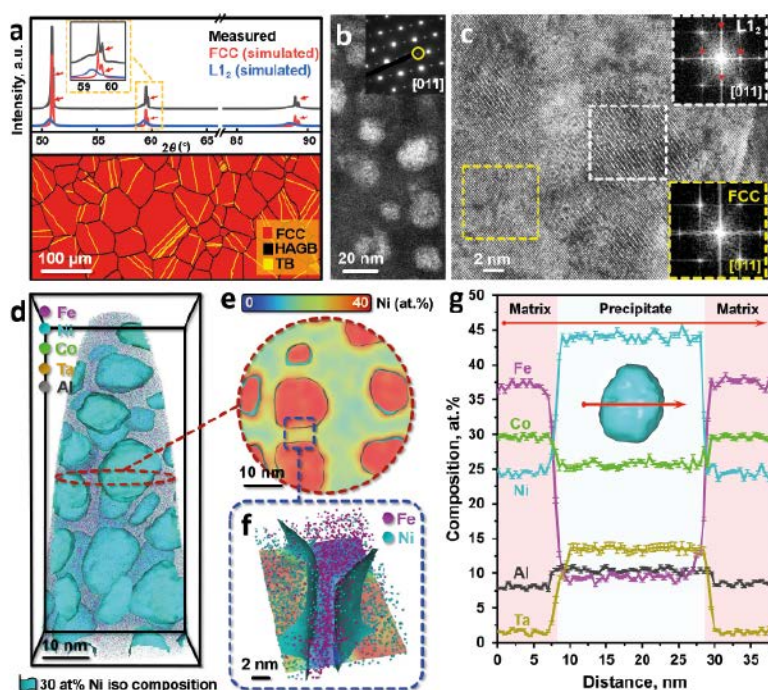 a
Intensity, a.u.
Measured
FCC (simulated)
L1₂ (simulated)
59 60
50 55 60 65 90
2θ (°)
100 μm
FCC
HAGB
TB
b
[011]
20 nm
c
L1₂
[011]
FCC
[011]
2 nm
d
Fe
Ni
Co
Ta
Al
10 nm
30 at% Ni iso composition
e
0 40 Ni (at.%)
10 nm
f
Fe
Ni
2 nm
g
Matrix Precipitate Matrix
Composition, at.%
50
45
40
35
30
25
20
15
10
5
0
Fe
Co
Ni
Al
Ta
0 5 10 15 20 25 30 35
Distance, nm